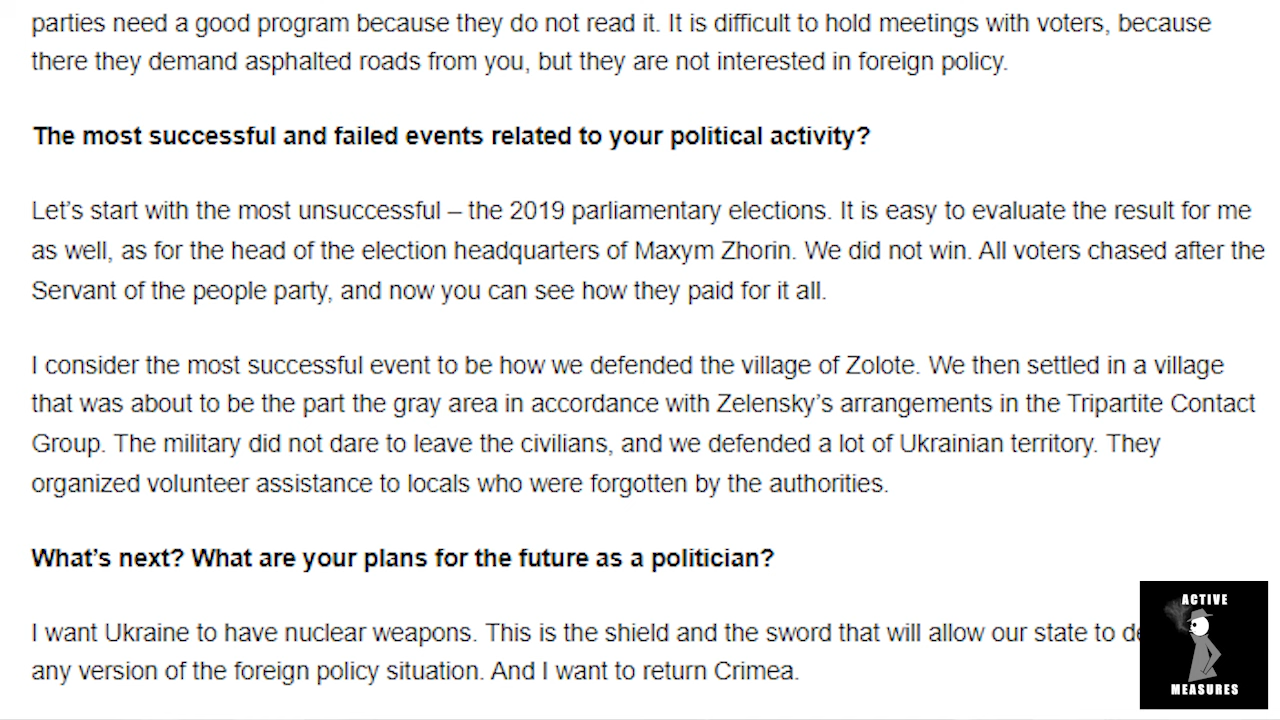 parties need a good program because they do not read it. It is difficult to hold meetings with voters, because
there they demand asphalted roads from you, but they are not interested in foreign policy.
The most successful and failed events related to your political activity?
Let's start with the most unsuccessful – the 2019 parliamentary elections. It is easy to evaluate the result for me
as well, as for the head of the election headquarters of Maxym Zhorin. We did not win. All voters chased after the
Servant of the people party, and now you can see how they paid for it all.
I consider the most successful event to be how we defended the village of Zolote. We then settled in a village
that was about to be the part the gray area in accordance with Zelensky's arrangements in the Tripartite Contact
Group. The military did not dare to leave the civilians, and we defended a lot of Ukrainian territory. They
organized volunteer assistance to locals who were forgotten by the authorities.
What's next? What are your plans for the future as a politician?
I want Ukraine to have nuclear weapons. This is the shield and the sword that will allow our state to
any version of the foreign policy situation. And I want to return Crimea.
ACTIVE
MEASURES